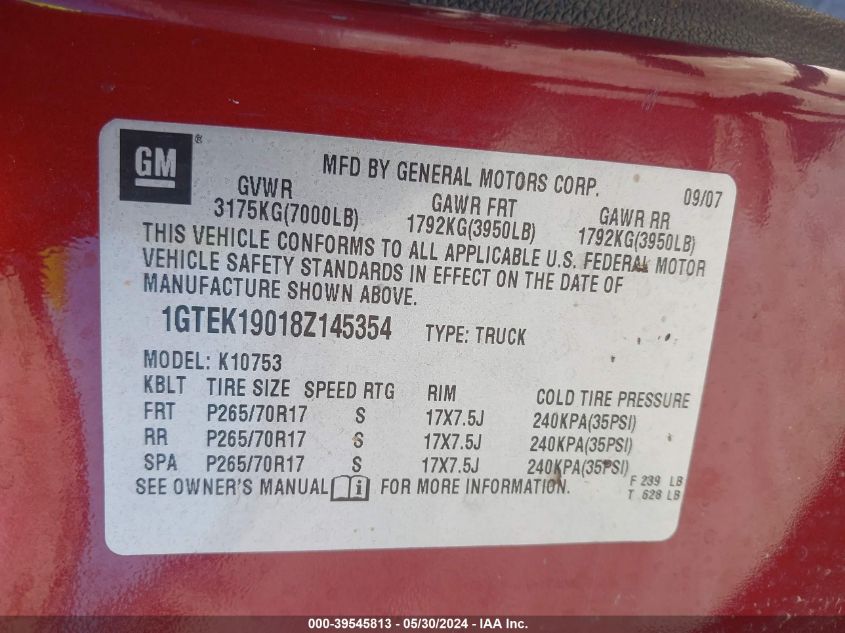 GM ®
MFD BY GENERAL MOTORS CORP. 09/07
GVWR GAWR FRT GAWR RR
3175KG(7000LB) 1792KG(3950LB) 1792KG(3950LB)
THIS VEHICLE CONFORMS TO ALL APPLICABLE U.S. FEDERAL MOTOR
VEHICLE SAFETY STANDARDS IN EFFECT ON THE DATE OF
MANUFACTURE SHOWN ABOVE.
1GTEK19018Z145354 TYPE: TRUCK
MODEL: K10753
KBLT TIRE SIZE SPEED RTG RIM COLD TIRE PRESSURE
FRT P265/70R17 S 17X7.5J 240KPA(35PSI)
RR P265/70R17 S 17X7.5J 240KPA(35PSI)
SPA P265/70R17 S 17X7.5J 240KPA(35PSI)
SEE OWNER'S MANUAL i FOR MORE INFORMATION.
F 239 LB
T 628 LB
000-39545813 - 05/30/2024 - IAA Inc.